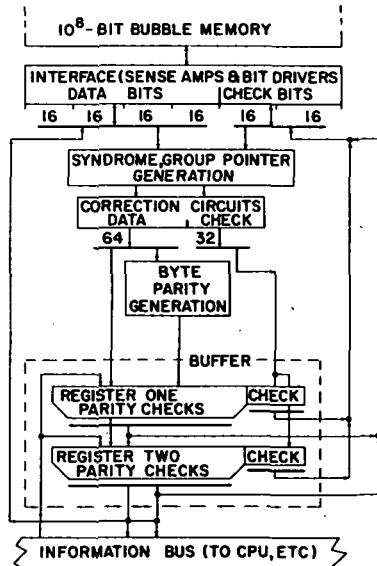 10⁸-BIT BUBBLE MEMORY
INTERFACE(SENSE AMPS & BIT DRIVERS
DATA BITS CHECK BITS
16 16 16 16 16 16
SYNDROME,GROUP POINTER
GENERATION
CORRECTION CIRCUITS
DATA CHECK
64 32
BYTE
PARITY
GENERATION
BUFFER
REGISTER ONE CHECK
PARITY CHECKS
REGISTER TWO CHECK
PARITY CHECKS
INFORMATION BUS (TO CPU, ETC)